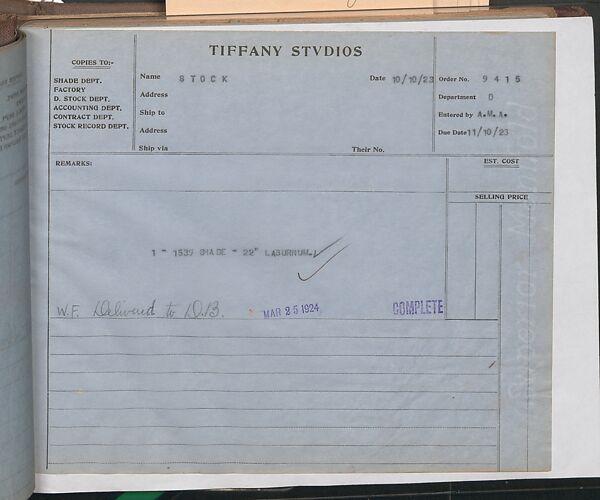 TIFFANY STVDIOS
COPIES TO:-
SHADE DEPT.
FACTORY
D. STOCK DEPT.
ACCOUNTING DEPT.
CONTRACT DEPT.
STOCK RECORD DEPT.
Name STOCK
Date 10/10/23
Address
Ship to
Address
Ship via
Their No.
Order No. 9415
Department D
Entered by A.M.A.
Due Date 11/10/23
REMARKS:
EST. COST
SELLING PRICE
1 - 1539 SHADE - 22" LABURNUM.
W.F. Delivered to D.B. MAR 25 1924 COMPLETE